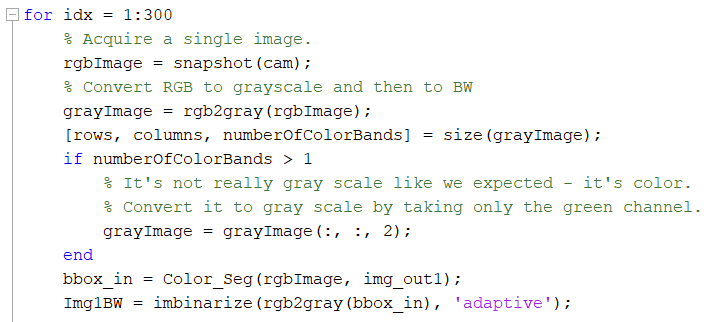 for idx = 1:300
% Acquire a single image.
rgbImage = snapshot(cam);
% Convert RGB to grayscale and then to BW
grayImage = rgb2gray(rgbImage);
[rows, columns, numberOfColorBands] = size(grayImage);
if numberOfColorBands > 1
% It's not really gray scale like we expected - it's color.
% Convert it to gray scale by taking only the green channel.
grayImage = grayImage(:, :, 2);
end
bbox_in = Color_Seg(rgbImage, img_out1);
Img1BW = imbinarize(rgb2gray(bbox_in), 'adaptive');